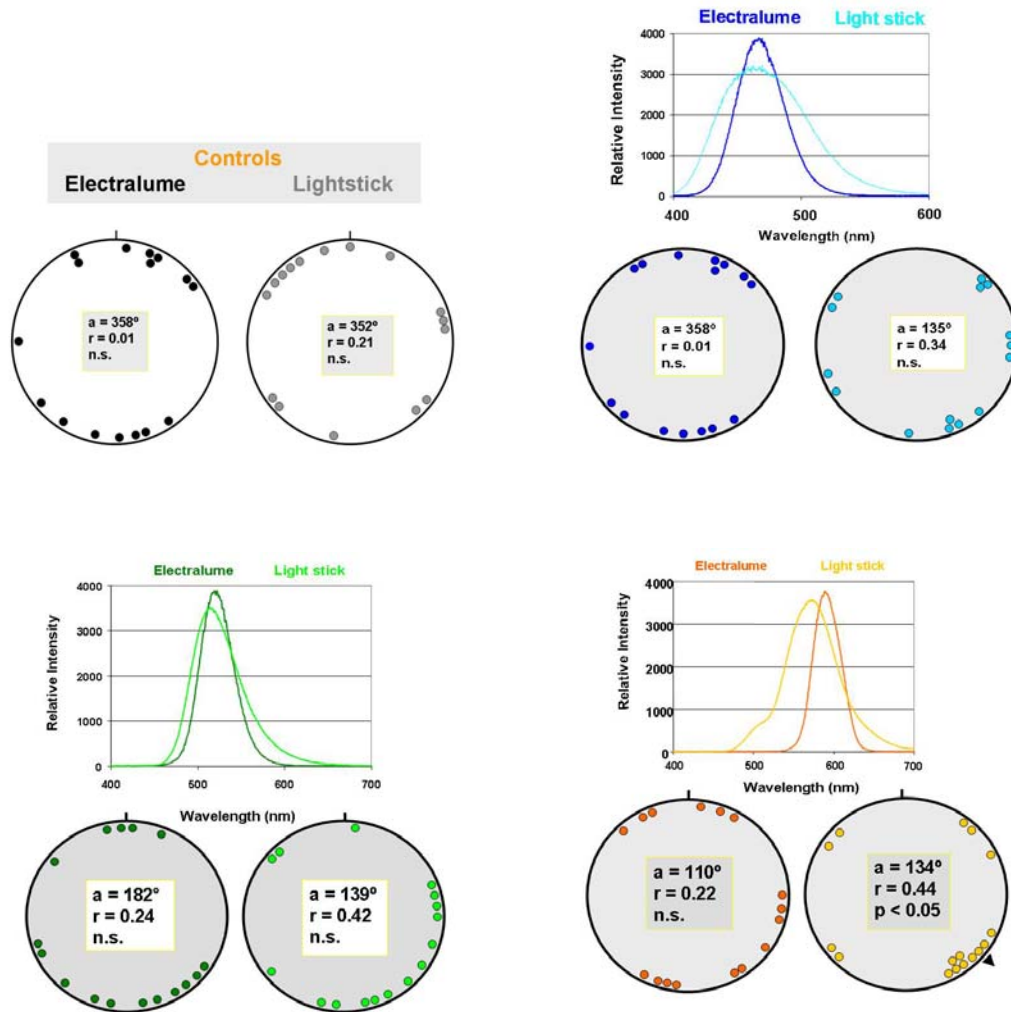 Electralume Light stick
4000
3000
2000
1000
0
Relative Intensity
400 500 600
Wavelength (nm)
Controls
Electralume Lightstick
a = 358º
r = 0.01
n.s.
a = 352º
r = 0.21
n.s.
a = 358º
r = 0.01
n.s.
a = 135º
r = 0.34
n.s.
Electralume Light stick
4000
3000
2000
1000
0
Relative Intensity
400 500 600 700
Wavelength (nm)
a = 182°
r = 0.24
n.s.
a = 139º
r = 0.42
n.s.
Electralume Light stick
4000
3000
2000
1000
0
Relative Intensity
400 500 600 700
Wavelength (nm)
a = 110º
r = 0.22
n.s.
a = 134º
r = 0.44
p < 0.05